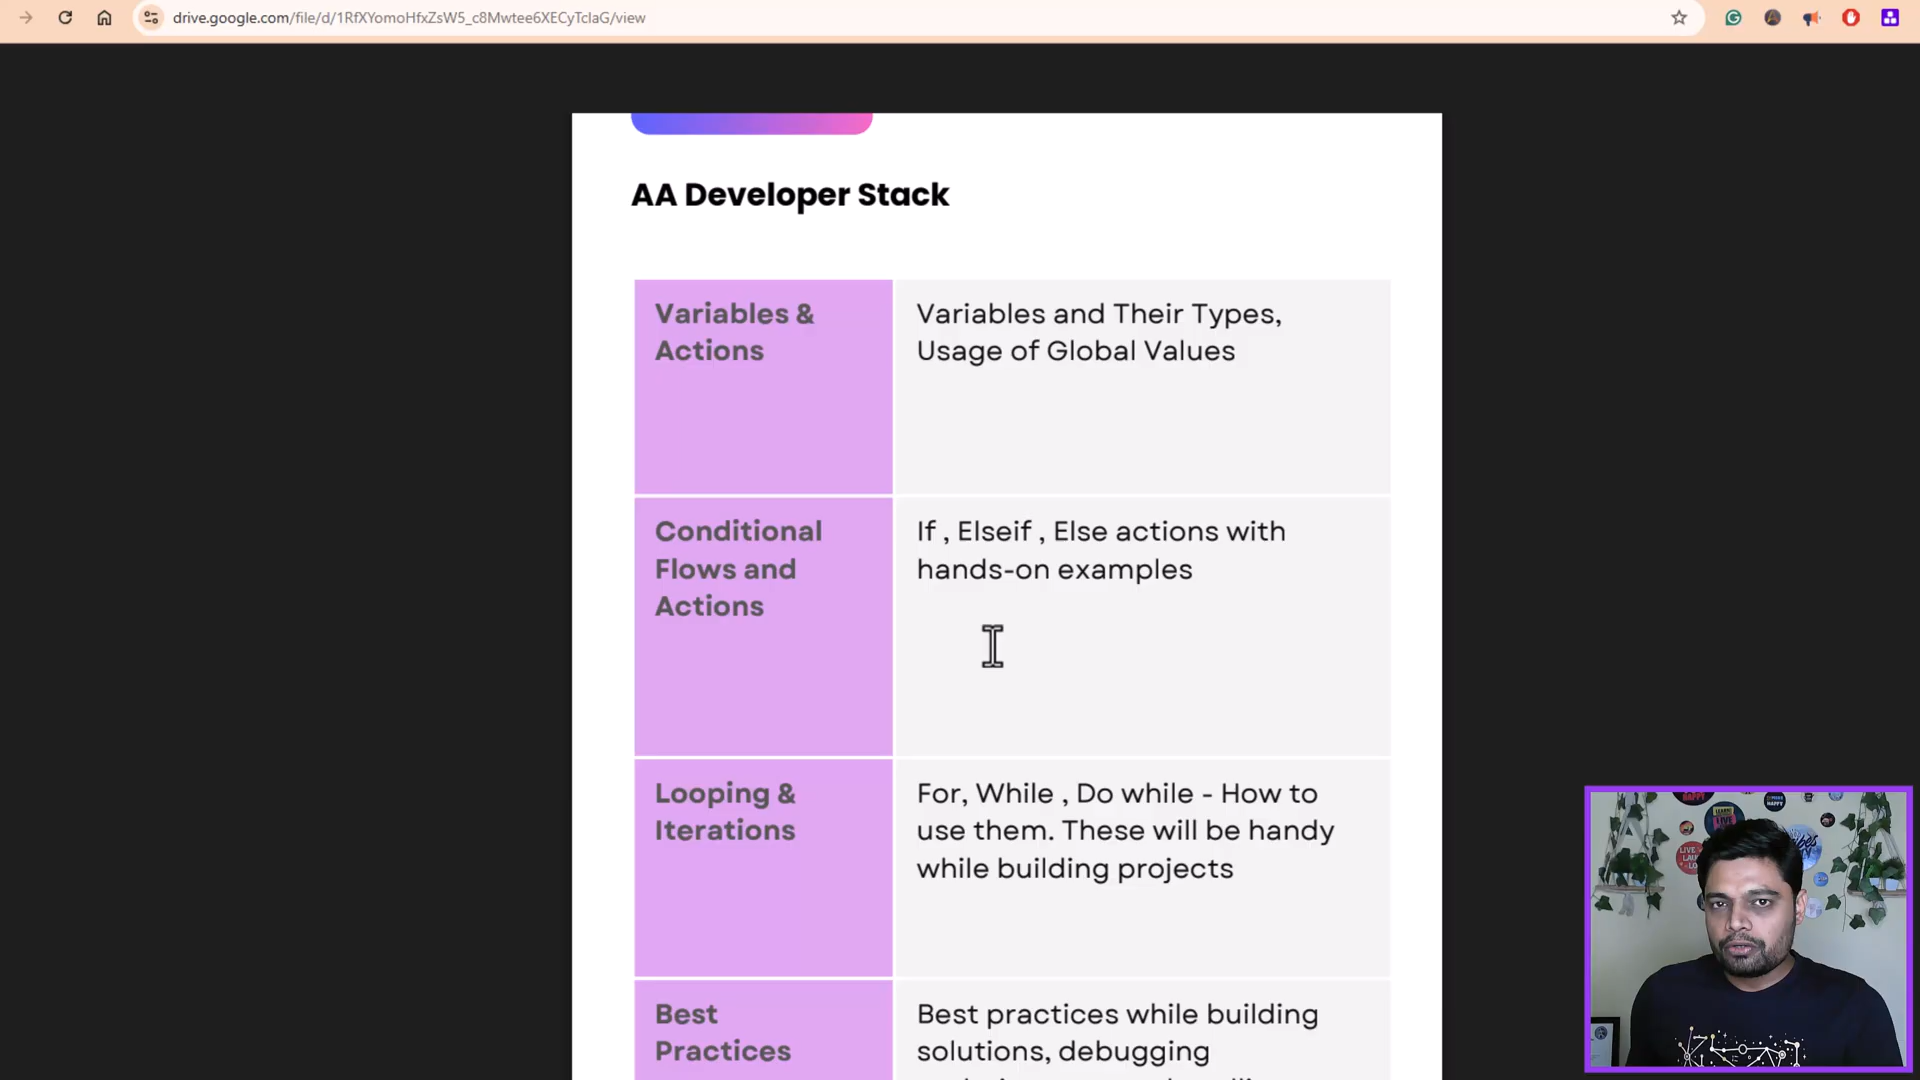 drive.google.com/file/d/1RfXYomoHfxZsW5_c8Mwtee6XECyTclaG/view
AA Developer Stack
Variables &
Actions
Variables and Their Types,
Usage of Global Values
Conditional
Flows and
Actions
If , Elseif , Else actions with
hands-on examples
Looping &
Iterations
For, While , Do while - How to
use them. These will be handy
while building projects
Best
Practices
Best practices while building
solutions, debugging